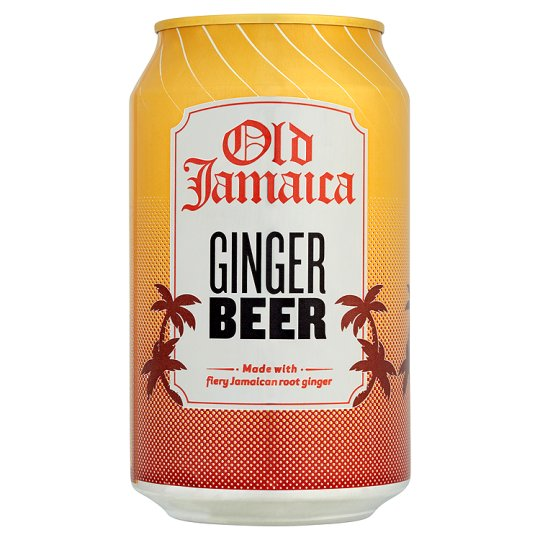 Old
Jamaica
GINGER
BEER
· Made with ·
fiery Jamaican root ginger